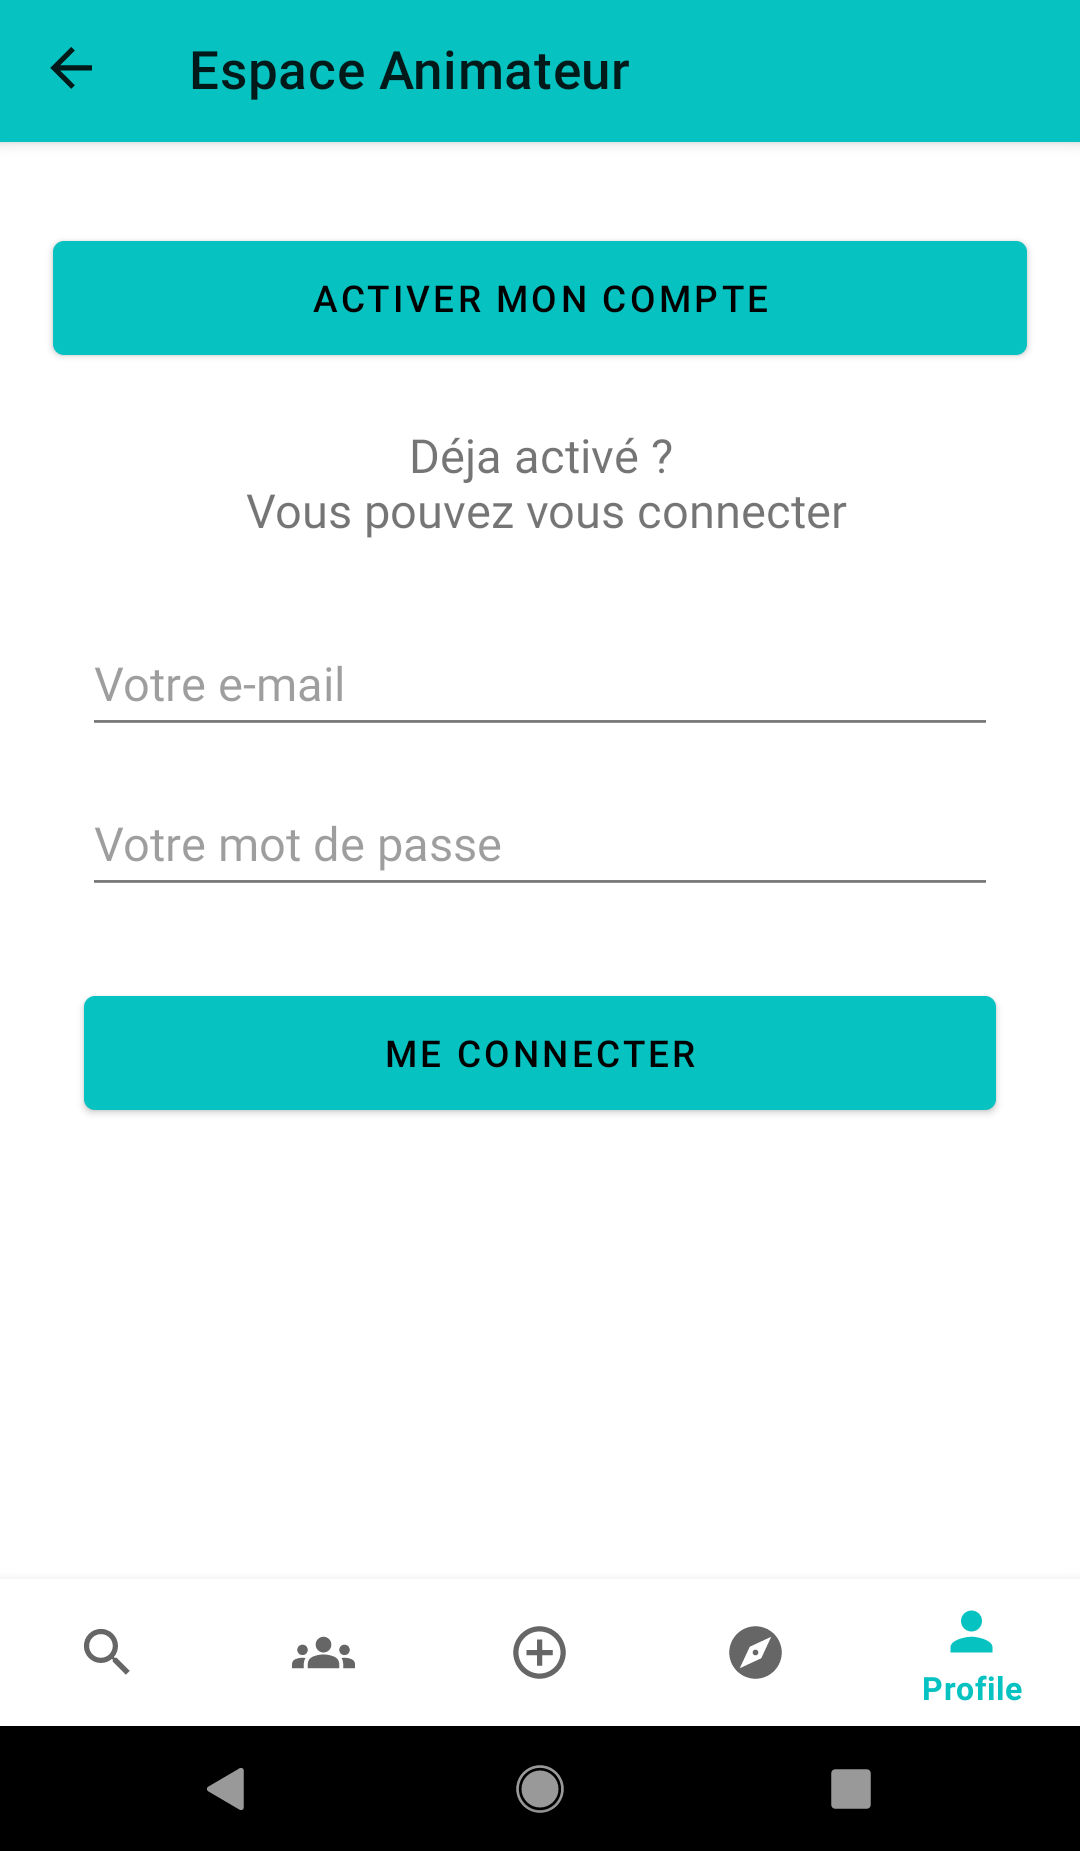 Espace Animateur
ACTIVER MON COMPTE
Déja activé ?
Vous pouvez vous connecter
Votre e-mail
Votre mot de passe
ME CONNECTER
Profile